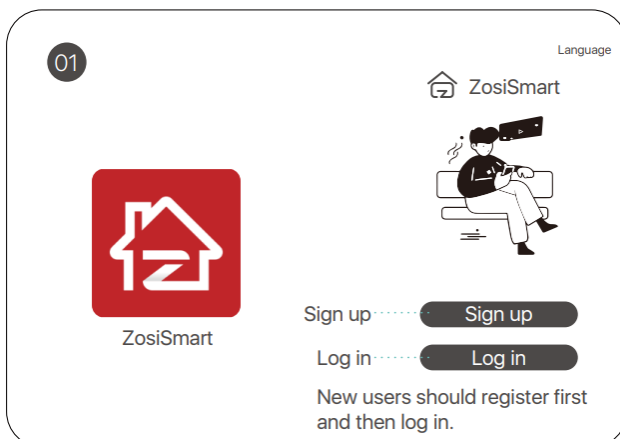 01
Language
ZosiSmart
ZosiSmart
Sign up Sign up
Log in Log in
New users should register first
and then log in.